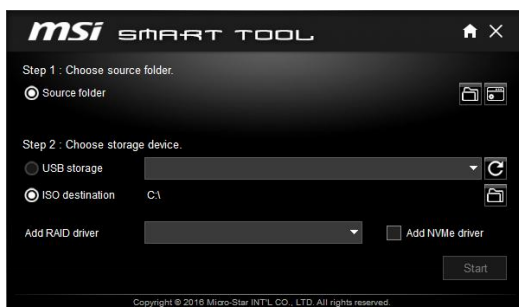 msi SMART TOOL
Step 1 : Choose source folder.
Source folder
Step 2 : Choose storage device.
USB storage
ISO destination C:\
Add RAID driver Add NVMe driver
Start
Copyright © 2016 Micro-Star INT'L CO., LTD. All rights reserved.